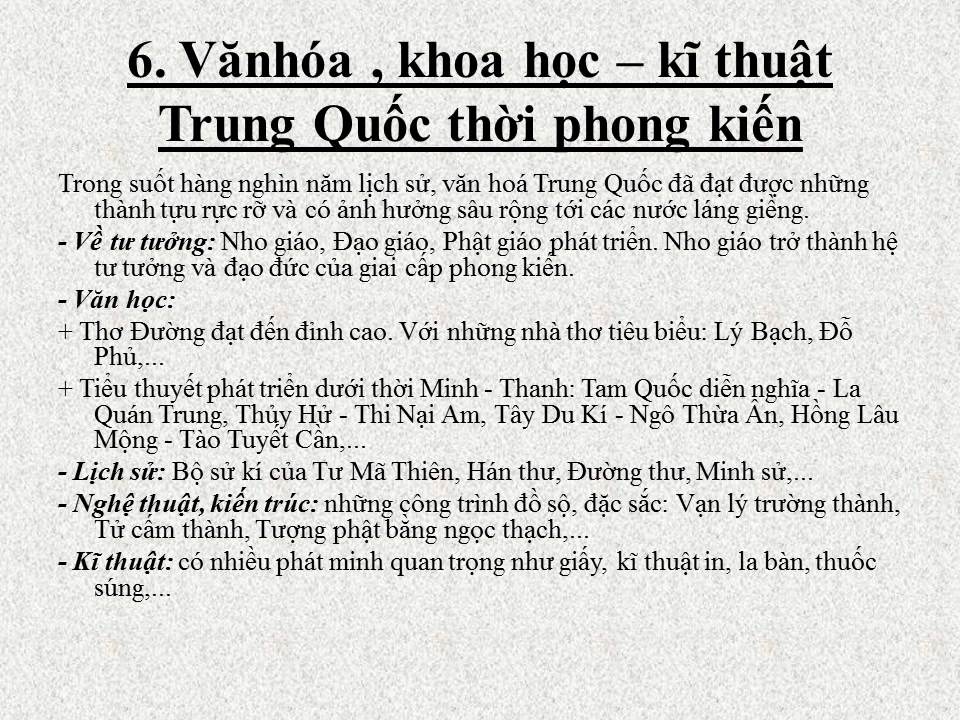 6. Vănhóa , khoa học – kĩ thuật
Trung Quốc thời phong kiến
Trong suốt hàng nghìn năm lịch sử, văn hoá Trung Quốc đã đạt được những
thành tựu rực rỡ và có ảnh hưởng sâu rộng tới các nước láng giềng.
- Về tư tưởng: Nho giáo, Đạo giáo, Phật giáo phát triển. Nho giáo trở thành hệ
tư tưởng và đạo đức của giai cấp phong kiến.
- Văn học:
+ Thơ Đường đạt đến đỉnh cao. Với những nhà thơ tiêu biểu: Lý Bạch, Đỗ
Phủ,...
+ Tiểu thuyết phát triển dưới thời Minh - Thanh: Tam Quốc diễn nghĩa - La
Quán Trung, Thủy Hử - Thi Nại Am, Tây Du Kí - Ngô Thừa Ân, Hồng Lâu
Mộng - Tào Tuyết Cần,...
- Lịch sử: Bộ sử kí của Tư Mã Thiên, Hán thư, Đường thư, Minh sử,...
- Nghệ thuật, kiến trúc: những công trình đồ sộ, đặc sắc: Vạn lý trường thành,
Tử cấm thành, Tượng phật bằng ngọc thạch,...
- Kĩ thuật: có nhiều phát minh quan trọng như giấy, kĩ thuật in, la bàn, thuốc
súng,...